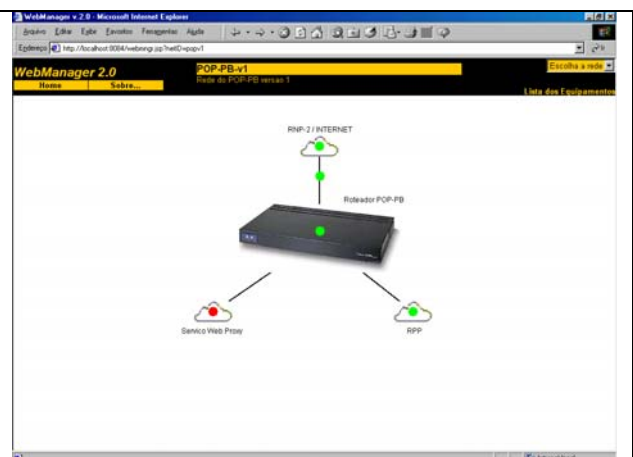 WebManager v.2.0 - Microsoft Internet Explorer
Arquivo Editar Exibir Favoritos Ferramentas Ajuda
Endereço http://localhost:8084/webmngr.jsp?netID=popv1
WebManager 2.0
POP-PB-v1
Escolha a rede
Rede do POP-PB versao 1
Home Sobre...
Lista dos Equipamentos
RNP-2 / INTERNET
Roteador POP-PB
Servico Web Proxy
RPP